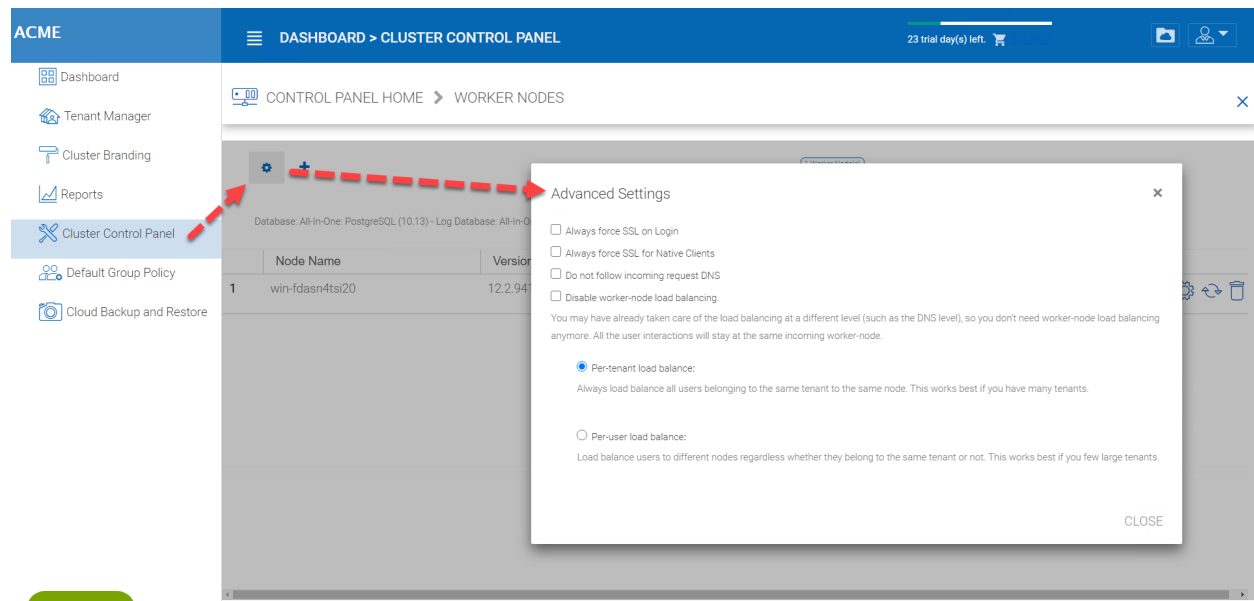 ACME
DASHBOARD > CLUSTER CONTROL PANEL
23 trial day(s) left.
Dashboard
Tenant Manager
Cluster Branding
Reports
Cluster Control Panel
Default Group Policy
Cloud Backup and Restore
CONTROL PANEL HOME > WORKER NODES
Database: All-In-One: PostgreSQL (10.13) - Log Database: All-In-O
Node Name Version
1 win-fdasn4tsi20 12.2.941
Advanced Settings
Always force SSL on Login
Always force SSL for Native Clients
Do not follow incoming request DNS
Disable worker-node load balancing.
You may have already taken care of the load balancing at a different level (such as the DNS level), so you don't need worker-node load balancing
anymore. All the user interactions will stay at the same incoming worker-node.
Per-tenant load balance:
Always load balance all users belonging to the same tenant to the same node. This works best if you have many tenants.
Per-user load balance:
Load balance users to different nodes regardless whether they belong to the same tenant or not. This works best if you few large tenants.
CLOSE